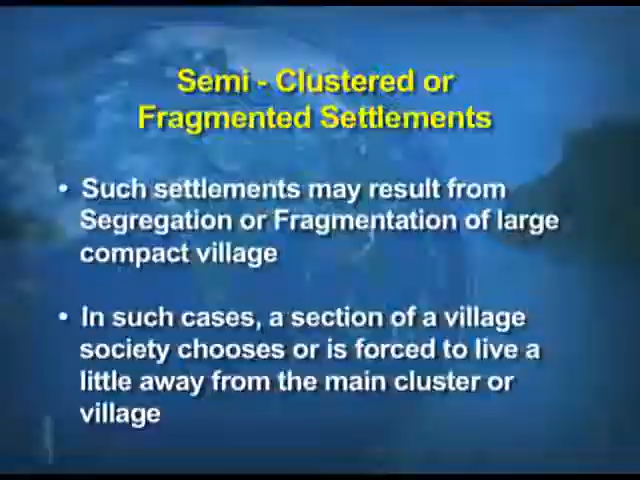 Semi - Clustered or
Fragmented Settlements
• Such settlements may result from
Segregation or Fragmentation of large
compact village
• In such cases, a section of a village
society chooses or is forced to live a
little away from the main cluster or
village